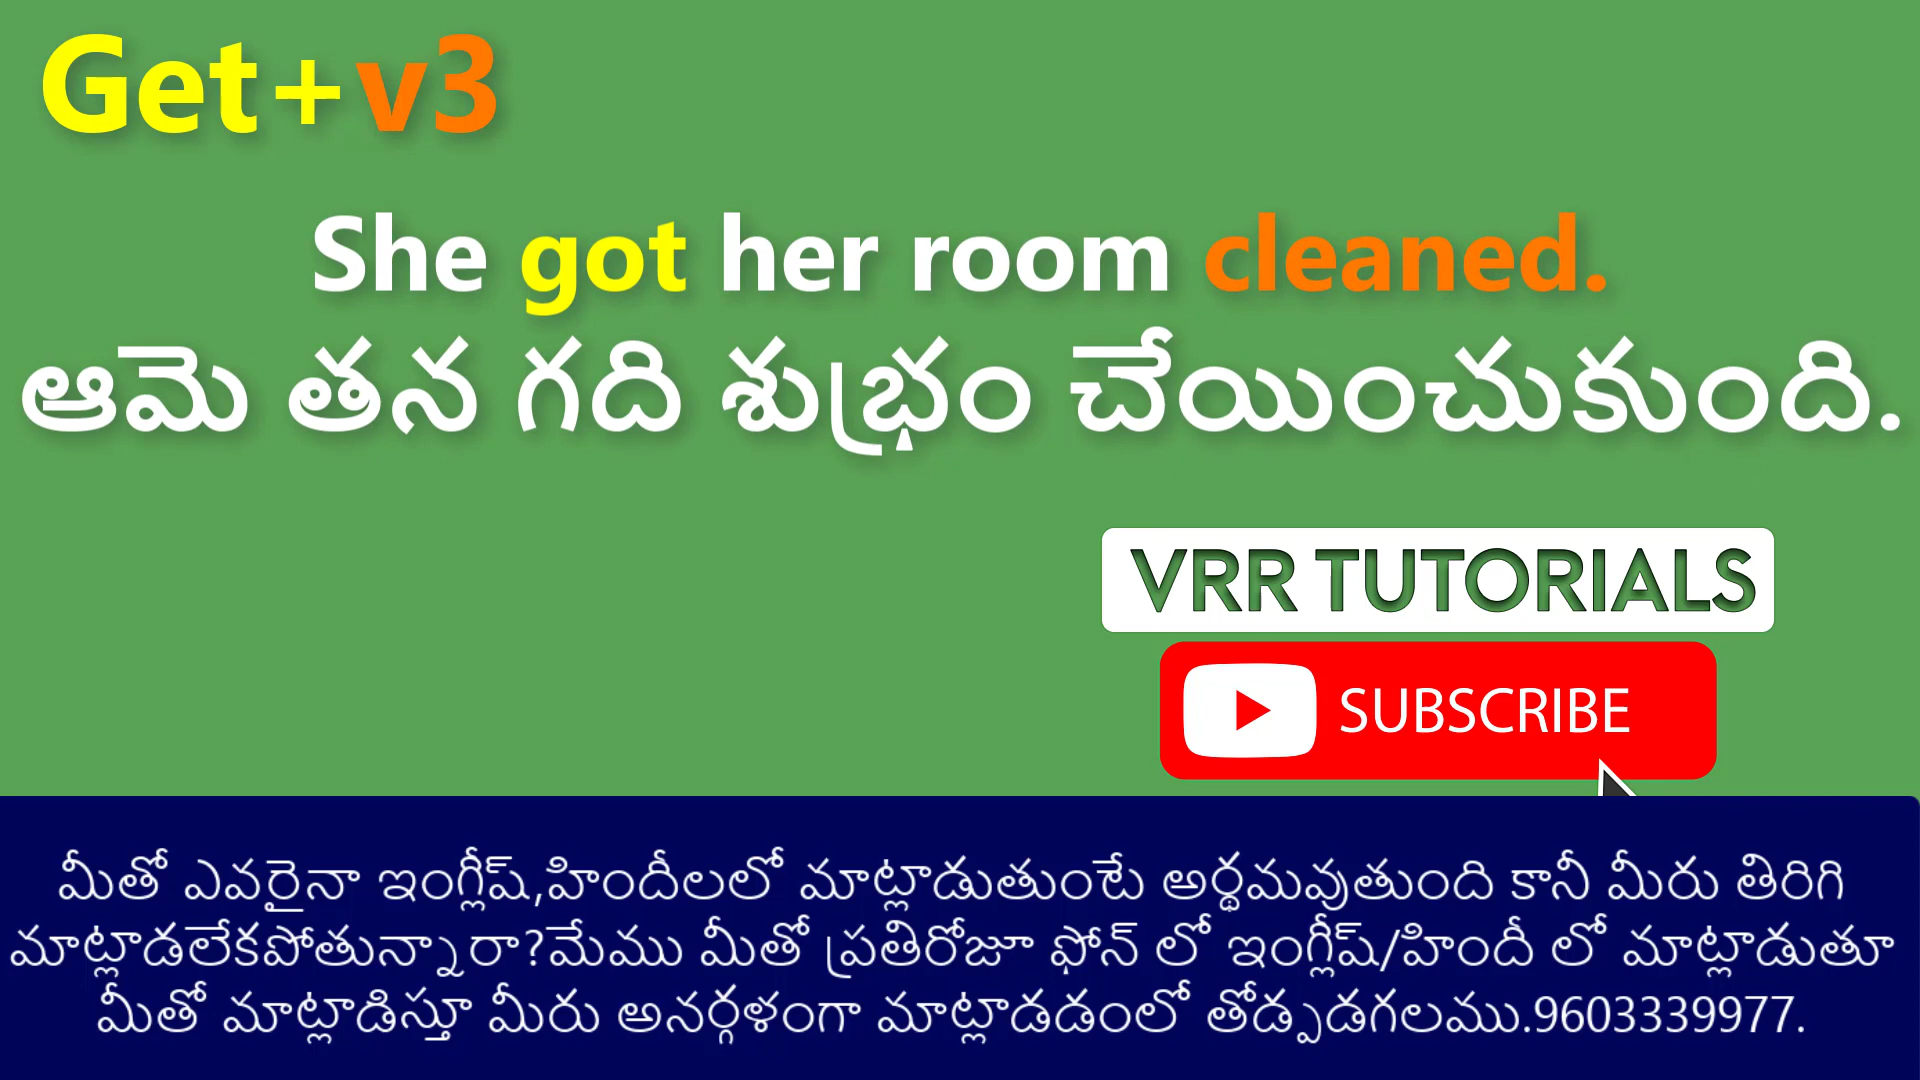 Get+v3
She got her room cleaned.
ఆమె తన గది శుభ్రం చేయించుకుంది.
VRR TUTORIALS
SUBSCRIBE
మీతో ఎవరైనా ఇంగ్లీష్,హిందీలలో మాట్లాడుతుంటే అర్థమవుతుంది కానీ మీరు తిరిగి
మాట్లాడలేకపోతున్నారా?మేము మీతో ప్రతిరోజూ ఫోన్ లో ఇంగ్లీష్/హిందీ లో మాట్లాడుతూ
మీతో మాట్లాడిస్తూ మీరు అనర్గళంగా మాట్లాడడంలో తోడ్పడగలము.9603339977.